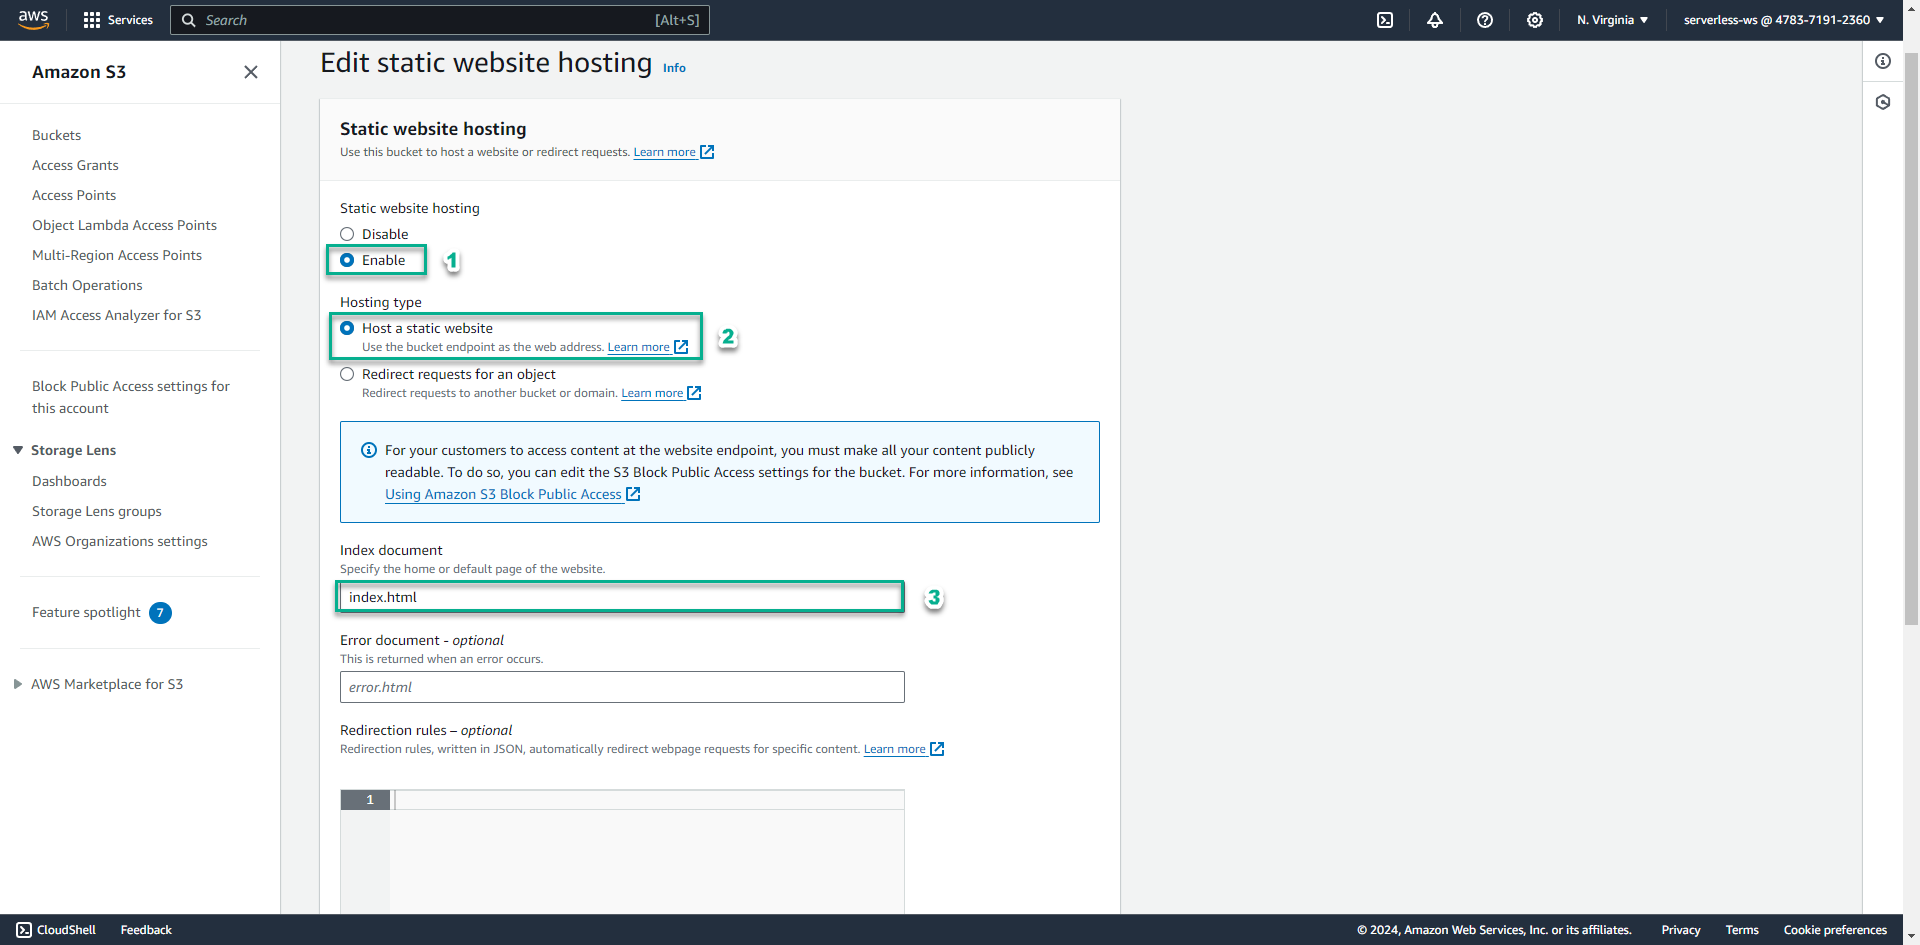 aws
Services
Search
[Alt+S]
N. Virginia
serverless-ws @ 4783-7191-2360
Amazon S3
Buckets
Access Grants
Access Points
Object Lambda Access Points
Multi-Region Access Points
Batch Operations
IAM Access Analyzer for S3
Block Public Access settings for
this account
Storage Lens
Dashboards
Storage Lens groups
AWS Organizations settings
Feature spotlight 7
AWS Marketplace for S3
Edit static website hosting Info
Static website hosting
Use this bucket to host a website or redirect requests. Learn more
Static website hosting
Disable
Enable 1
Hosting type
Host a static website
Use the bucket endpoint as the web address. Learn more
2
Redirect requests for an object
Redirect requests to another bucket or domain. Learn more
For your customers to access content at the website endpoint, you must make all your content publicly
readable. To do so, you can edit the S3 Block Public Access settings for the bucket. For more information, see
Using Amazon S3 Block Public Access
Index document
Specify the home or default page of the website.
index.html 3
Error document - optional
This is returned when an error occurs.
error.html
Redirection rules – optional
Redirection rules, written in JSON, automatically redirect webpage requests for specific content. Learn more
1
CloudShell
Feedback
© 2024, Amazon Web Services, Inc. or its affiliates.
Privacy
Terms
Cookie preferences